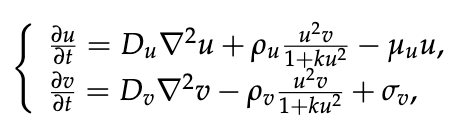 ∂u/∂t = D_u∇²u + ρ_u u²v/(1+ku²) − μ_u u,
∂v/∂t = D_v∇²v − ρ_v u²v/(1+ku²) + σ_v,